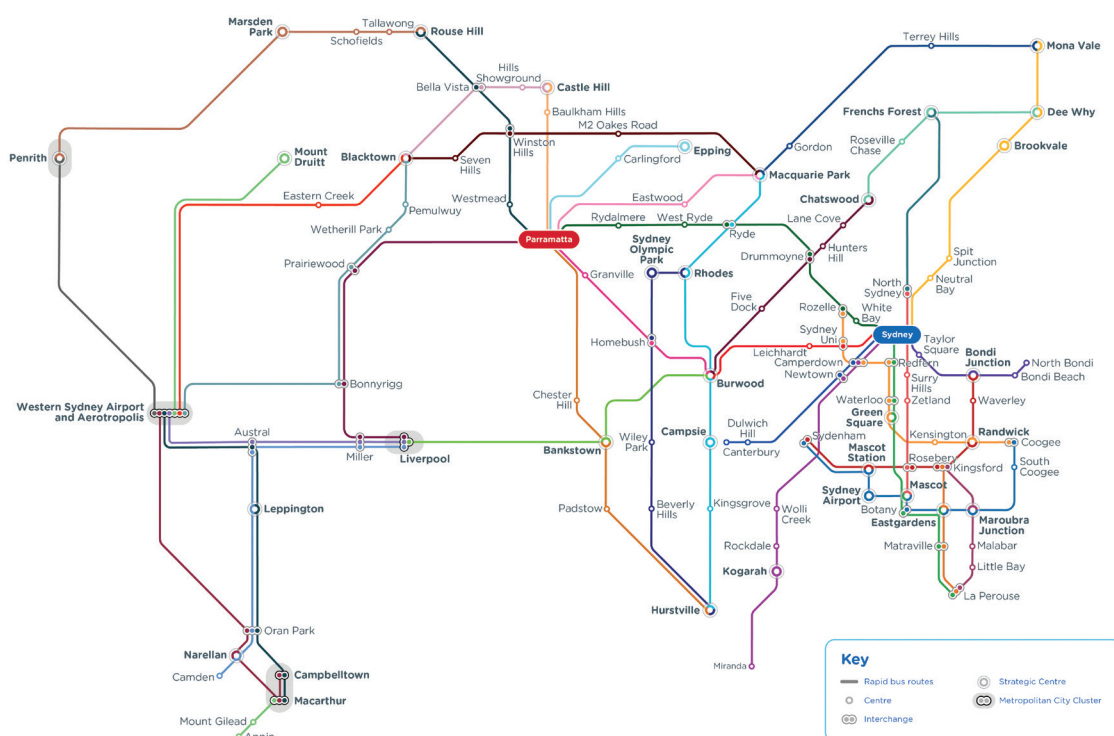 Marsden
Park
Tallawong
Schofields
Rouse Hill
Terrey Hills
Mona Vale
Hills
Showground
Bella Vista
Castle Hill
Baulkham Hills
M2 Oakes Road
Frenchs Forest
Dee Why
Penrith
Mount
Druitt
Blacktown
Seven
Hills
Winston
Hills
Carlingford
Epping
Gordon
Roseville
Chase
Brookvale
Macquarie Park
Eastern Creek
Pemulwuy
Westmead
Eastwood
Chatswood
Wetherill Park
Rydalmere
West Ryde
Lane Cove
Parramatta
Sydney
Olympic
Park
Ryde
Hunters
Hill
Prairiewood
Granville
Rhodes
Drummoyne
Spit
Junction
North
Sydney
Neutral
Bay
Five
Dock
Rozelle
White
Bay
Sydney
Uni
Sydney
Taylor
Square
Homebush
Leichhardt
Camperdown
Redfern
Bondi
Junction
North Bondi
Bondi Beach
Newtown
Burwood
Bonnyrigg
Surry
Hills
Chester
Hill
Waterloo
Zetland
Waverley
Western Sydney Airport
and Aerotropolis
Green
Square
Austral
Dulwich
Hill
Randwick
Miller
Liverpool
Bankstown
Wiley
Park
Campsie
Canterbury
Sydenham
Kensington
Coogee
Mascot
Station
Rosebery
Kingsford
South
Coogee
Sydney
Airport
Mascot
Leppington
Padstow
Beverly
Hills
Kingsgrove
Wolli
Creek
Botany
Eastgardens
Maroubra
Junction
Rockdale
Matraville
Malabar
Kogarah
Little Bay
La Perouse
Hurstville
Oran Park
Narellan
Camden
Campbelltown
Macarthur
Miranda
Mount Gilead
Appin
Key
Rapid bus routes
Strategic Centre
Centre
Metropolitan City Cluster
Interchange